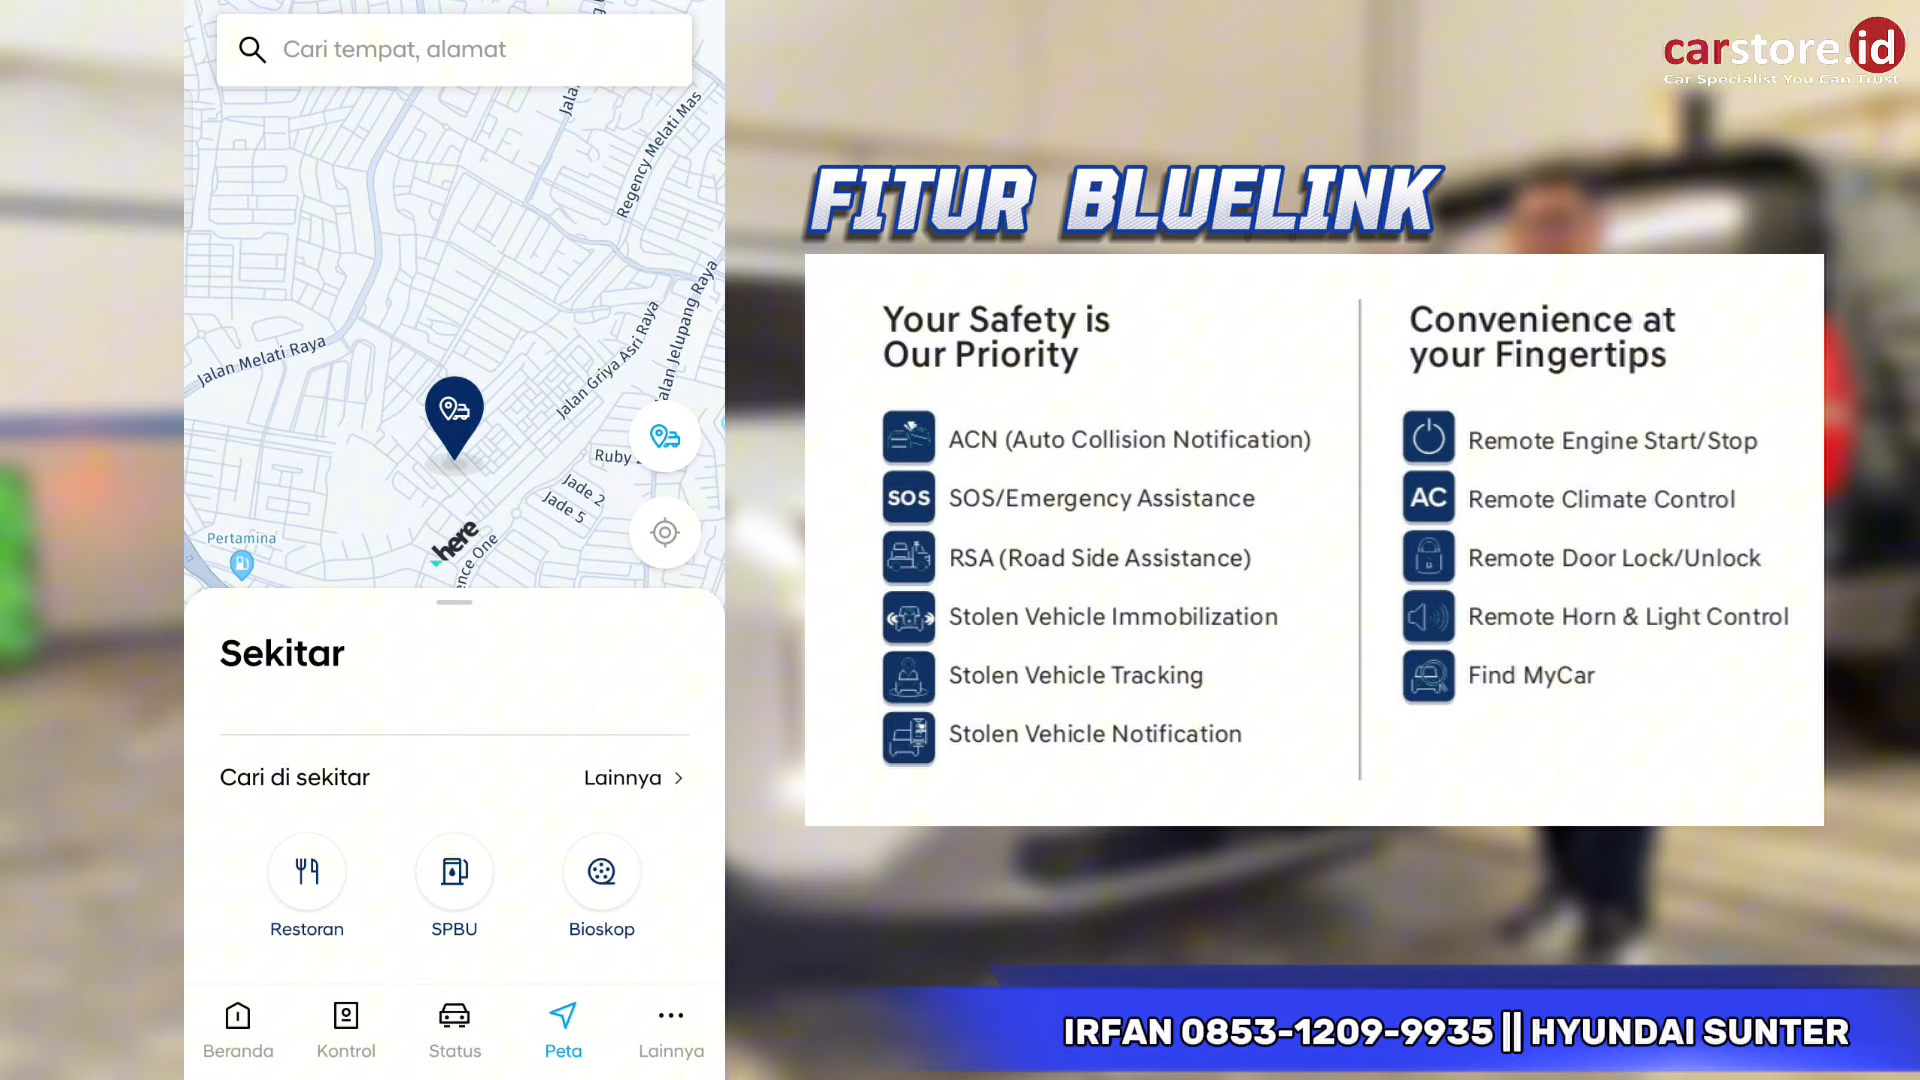 Cari tempat, alamat
Jalan
Regency Melati Mas
Jalan Melati Raya
Jalan Griya Asri Raya
Jalan Jelupang Raya
Ruby
Jade 2
Jade 5
Pertamina
here
Sekitar
Cari di sekitar
Lainnya
Restoran
SPBU
Bioskop
Beranda
Kontrol
Status
Peta
Lainnya
carstore.id
Car Specialist You Can Trust
FITUR BLUELINK
Your Safety is
Our Priority
ACN (Auto Collision Notification)
SOS
SOS/Emergency Assistance
RSA (Road Side Assistance)
Stolen Vehicle Immobilization
Stolen Vehicle Tracking
Stolen Vehicle Notification
Convenience at
your Fingertips
Remote Engine Start/Stop
AC
Remote Climate Control
Remote Door Lock/Unlock
Remote Horn & Light Control
Find MyCar
IRFAN 0853-1209-9935 || HYUNDAI SUNTER